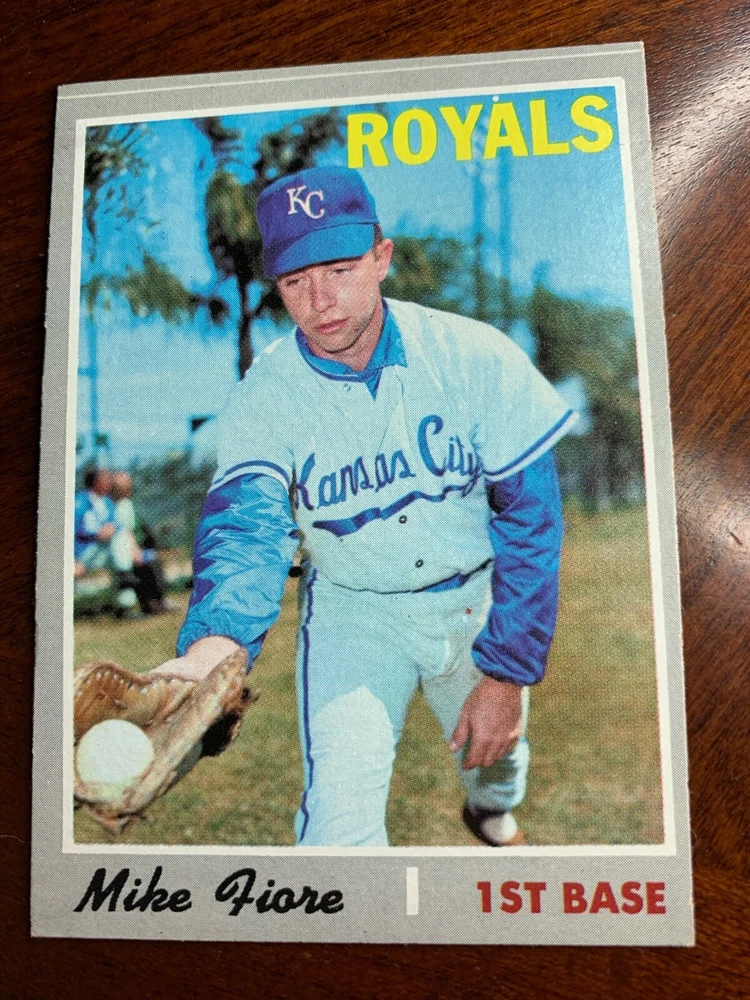 ROYALS
KC
Kansas City
Mike Fiore
1ST BASE